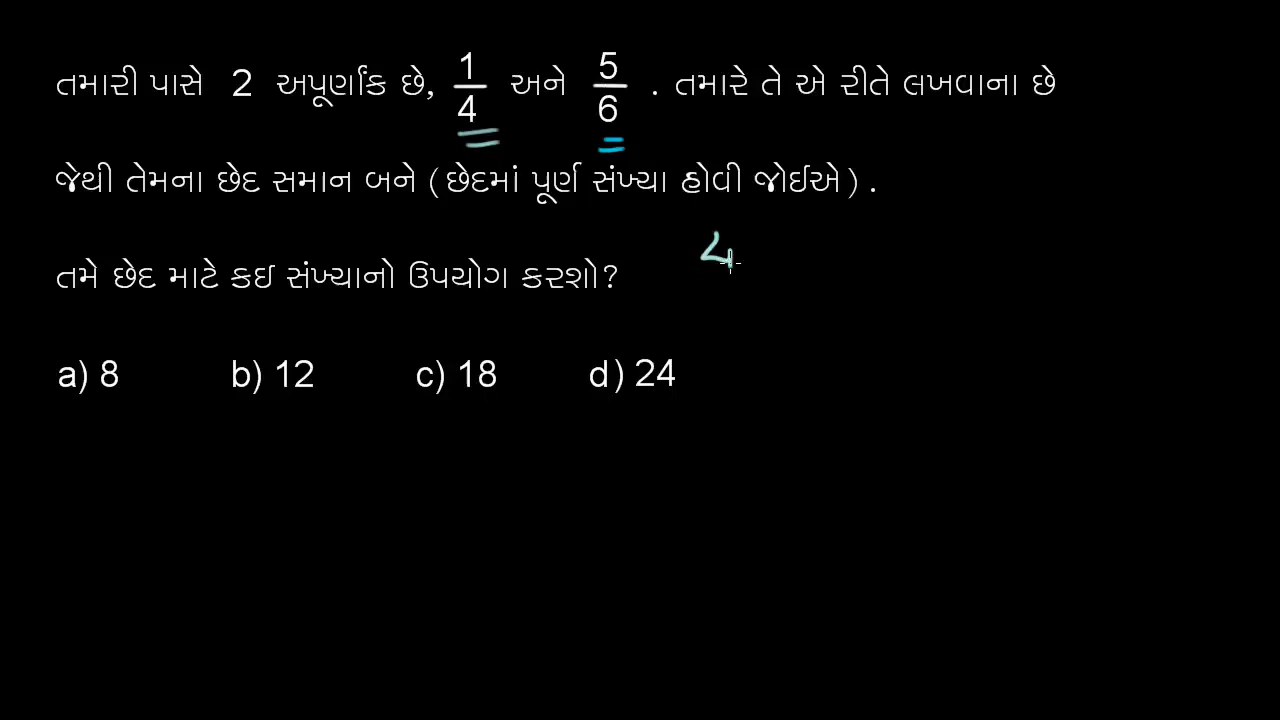 તમારી પાસે 2 અપૂર્ણાંક છે, 1/4 અને 5/6 . તમારે તે એ રીતે લખવાના છે
જેથી તેમના છેદ સમાન બને (છેદમાં પૂર્ણ સંખ્યા હોવી જોઈએ) .
4
તમે છેદ માટે કઇ સંખ્યાનો ઉપયોગ કરશો?
a) 8 b) 12 c) 18 d) 24